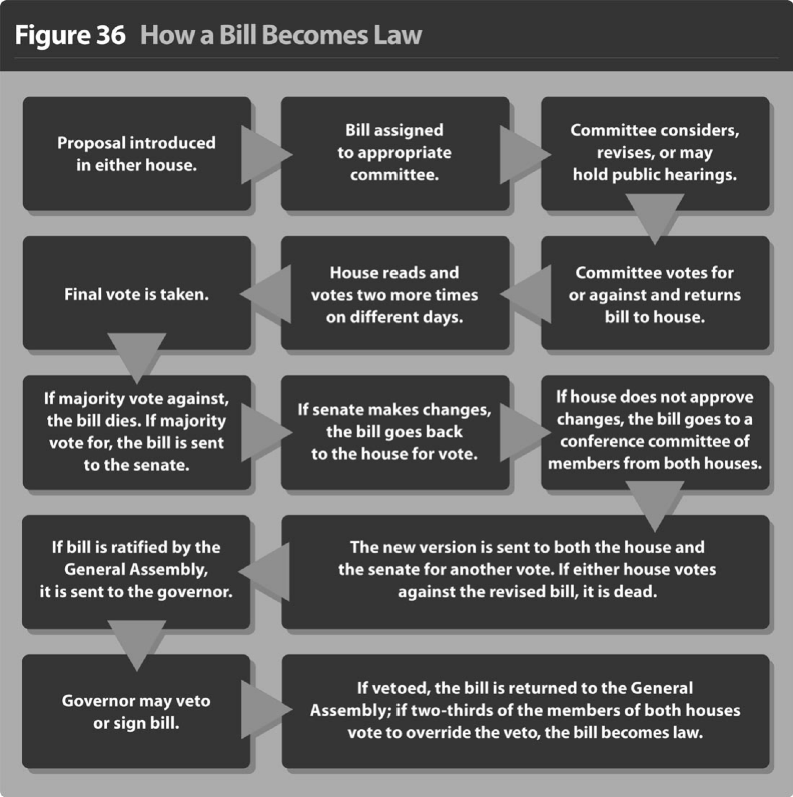 Figure 36 How a Bill Becomes Law
Proposal introduced
in either house.
Bill assigned
to appropriate
committee.
Committee considers,
revises, or may
hold public hearings.
Committee votes for
or against and returns
bill to house.
House reads and
votes two more times
on different days.
Final vote is taken.
If majority vote against,
the bill dies. If majority
vote for, the bill is sent
to the senate.
If senate makes changes,
the bill goes back
to the house for vote.
If house does not approve
changes, the bill goes to a
conference committee of
members from both houses.
The new version is sent to both the house and
the senate for another vote. If either house votes
against the revised bill, it is dead.
If bill is ratified by the
General Assembly,
it is sent to the governor.
Governor may veto
or sign bill.
If vetoed, the bill is returned to the General
Assembly; if two-thirds of the members of both houses
vote to override the veto, the bill becomes law.